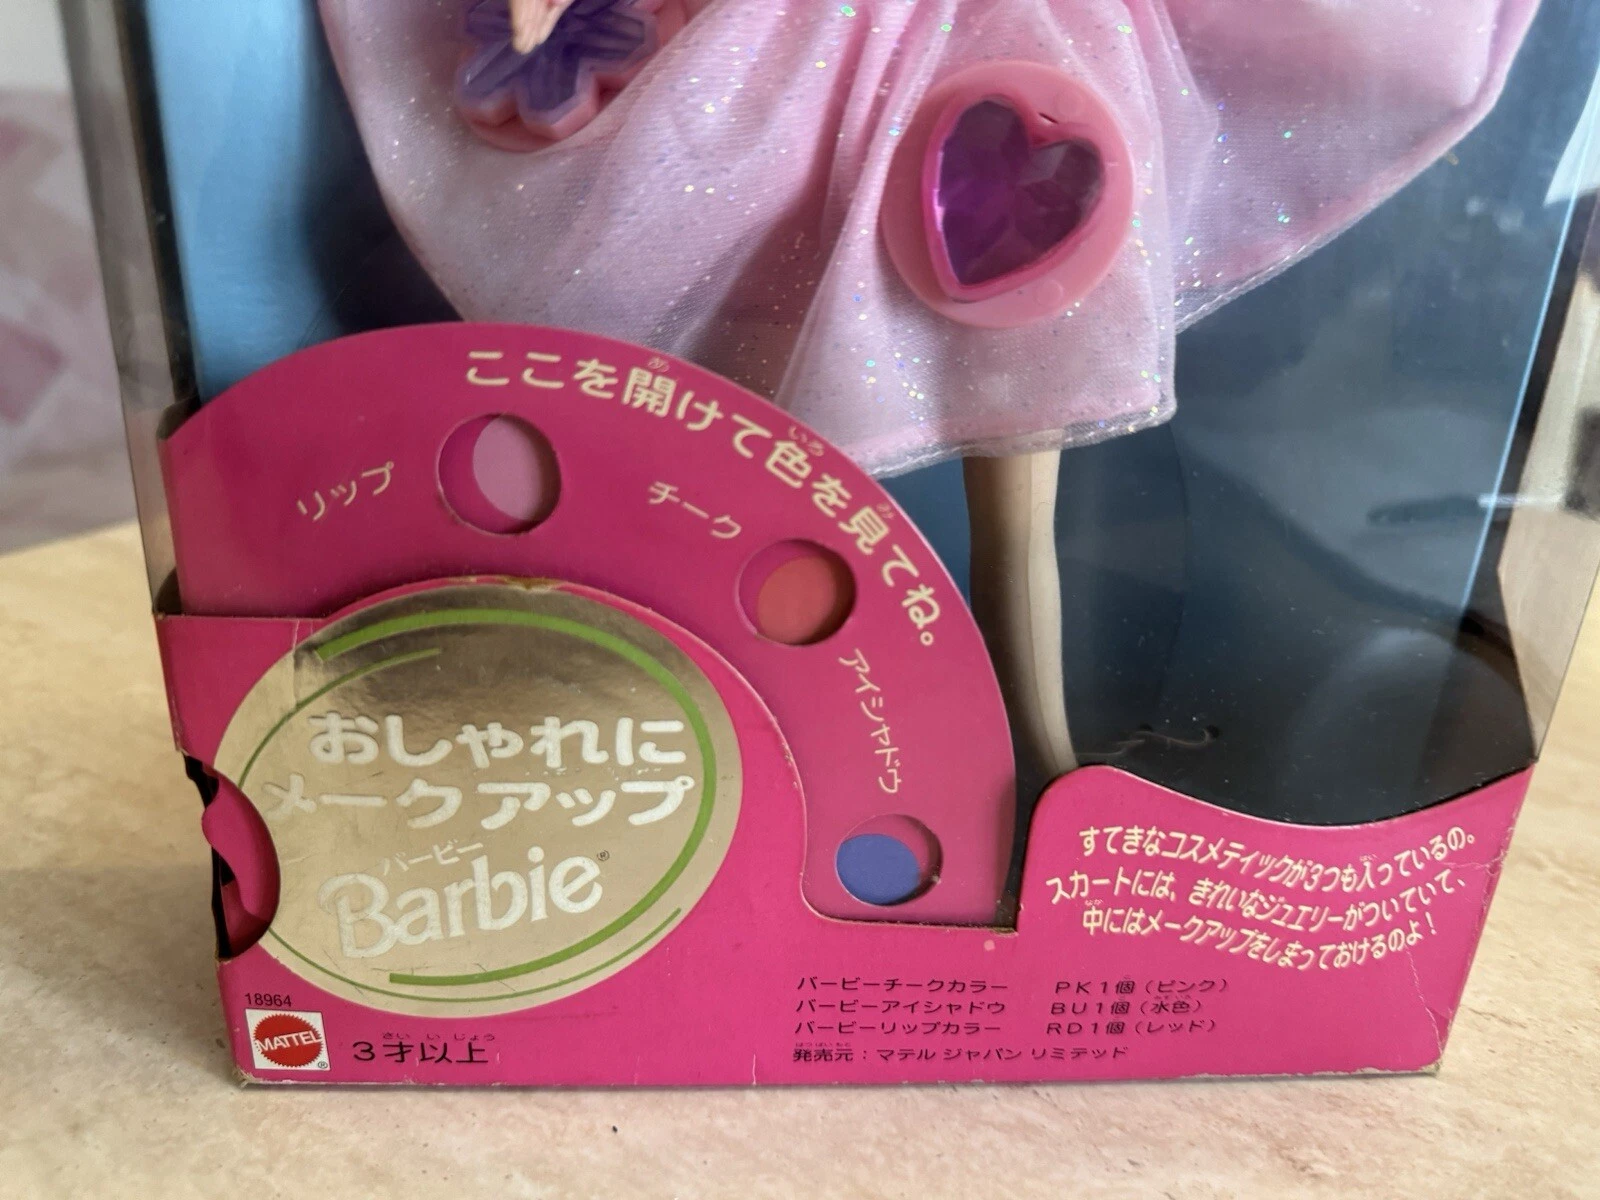 ここを開けて色を見てね。
リップ
チーク
アイシャドウ
おしゃれに
メークアップ
バービー
Barbie®
すてきなコスメティックが3つも入っているの。
スカートには、きれいなジュエリーがついていて、
中にはメークアップをしまっておけるのよ!
18964
MATTEL®
さい い じょう
3才以上
バービーチークカラー PK1個(ピンク)
バービーアイシャドウ BU1個(水色)
バービーリップカラー RD1個(レッド)
発売元:マテル ジャパン リミテッド